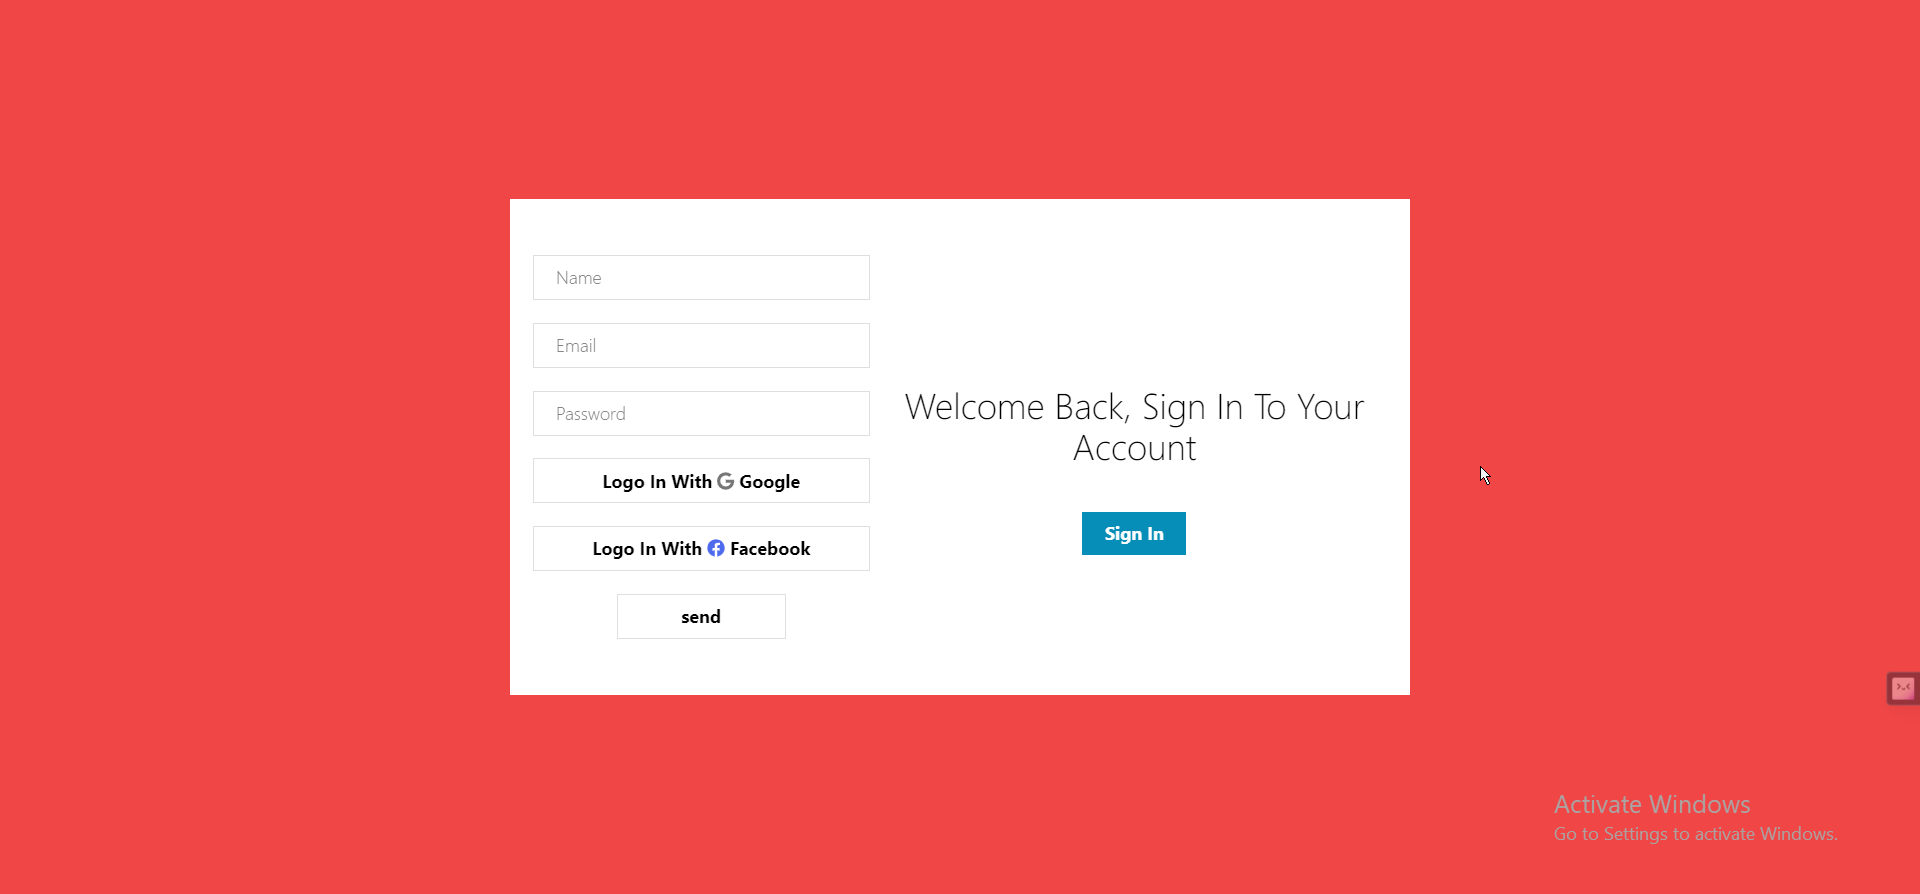 Name
Email
Password
Logo In With Google
Logo In With Facebook
send
Welcome Back, Sign In To Your
Account
Sign In
Activate Windows
Go to Settings to activate Windows.